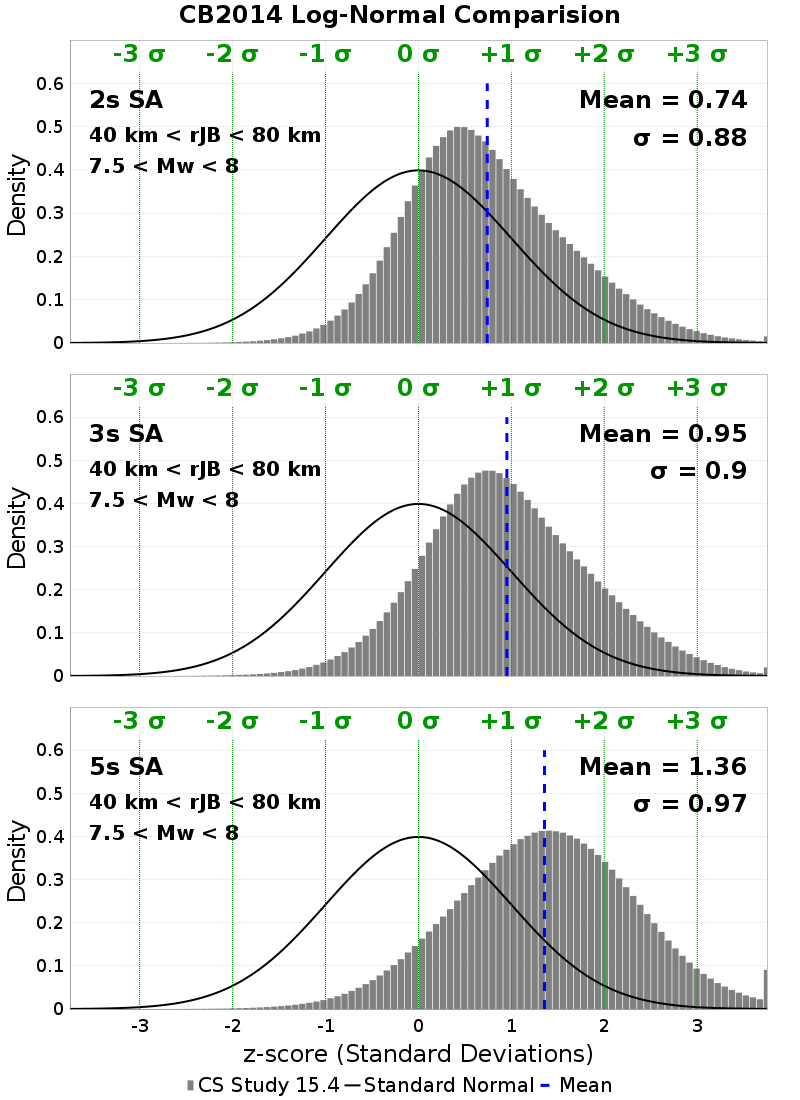 CB2014 Log-Normal Comparision
-3 σ -2 σ -1 σ 0 σ +1 σ +2 σ +3 σ
2s SA
Mean = 0.74
40 km < rJB < 80 km
σ = 0.88
7.5 < Mw < 8
Density
0.6
0.5
0.4
0.3
0.2
0.1
0
-3 σ -2 σ -1 σ 0 σ +1 σ +2 σ +3 σ
3s SA
Mean = 0.95
40 km < rJB < 80 km
σ = 0.9
7.5 < Mw < 8
Density
0.6
0.5
0.4
0.3
0.2
0.1
0
-3 σ -2 σ -1 σ 0 σ +1 σ +2 σ +3 σ
5s SA
Mean = 1.36
40 km < rJB < 80 km
σ = 0.97
7.5 < Mw < 8
Density
0.6
0.5
0.4
0.3
0.2
0.1
0
-3 -2 -1 0 1 2 3
z-score (Standard Deviations)
CS Study 15.4 Standard Normal Mean